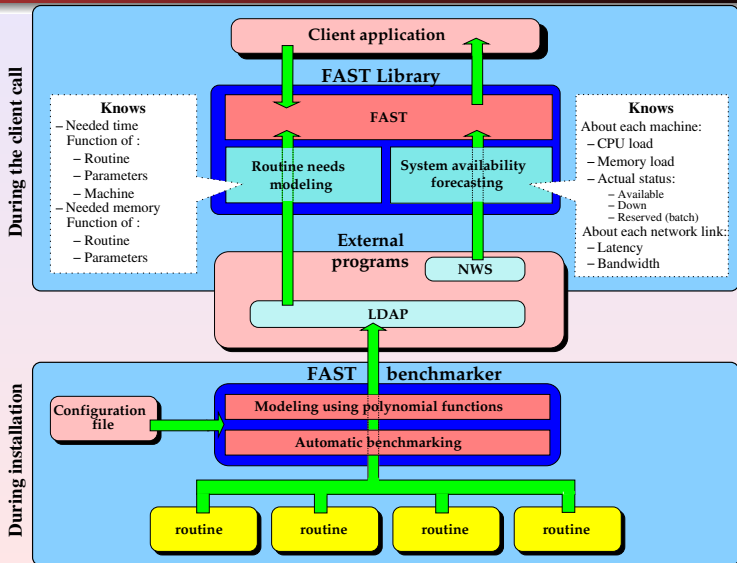 During the client call
Client application
FAST Library
Knows
– Needed time
Function of :
– Routine
– Parameters
– Machine
– Needed memory
Function of :
– Routine
– Parameters
FAST
Routine needs
modeling
System availability
forecasting
Knows
About each machine:
– CPU load
– Memory load
– Actual status:
– Available
– Down
– Reserved (batch)
About each network link:
– Latency
– Bandwidth
External
programs
NWS
LDAP
During installation
FAST benchmarker
Configuration
file
Modeling using polynomial functions
Automatic benchmarking
routine
routine
routine
routine